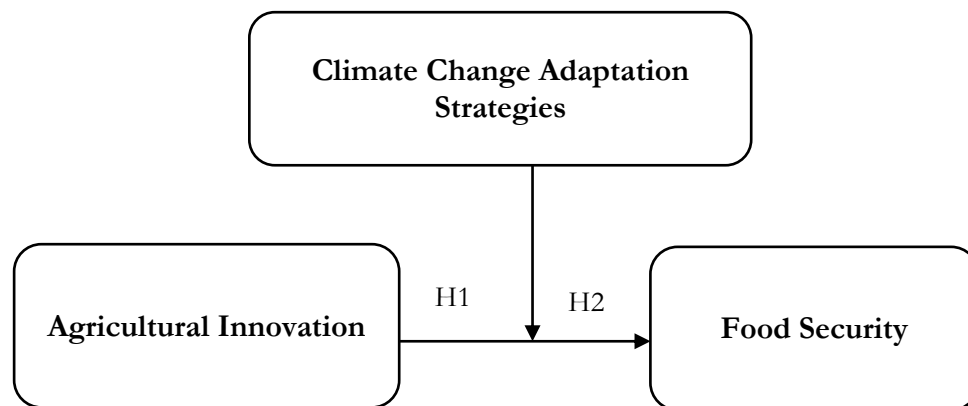 Climate Change Adaptation
Strategies
H1
H2
Agricultural Innovation
Food Security